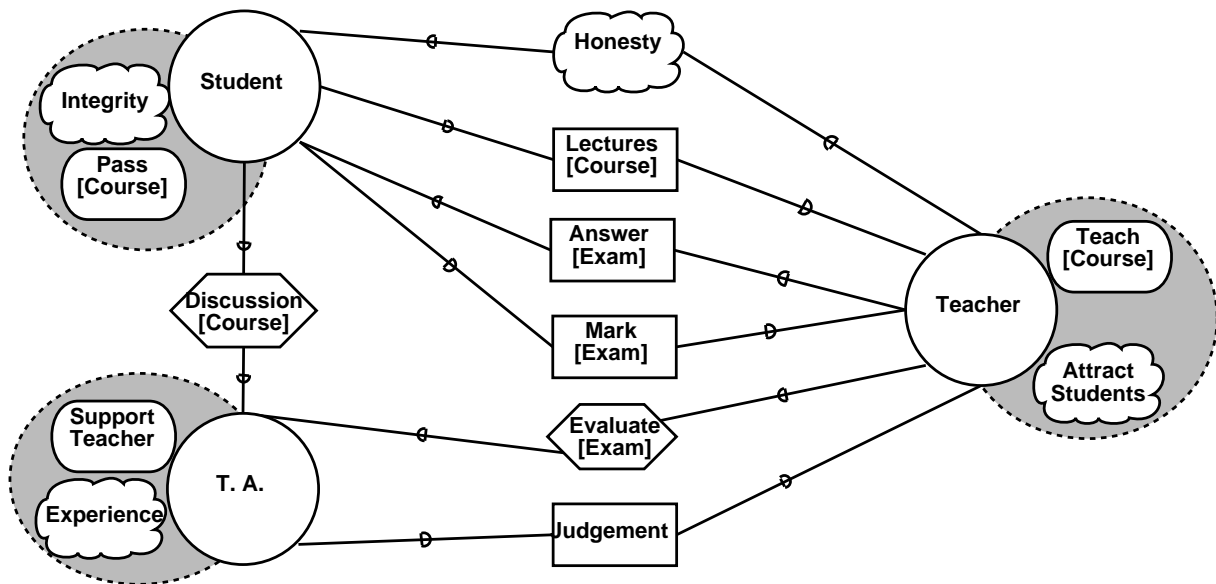 Student
Honesty
Integrity
Pass
[Course]
Lectures
[Course]
Answer
[Exam]
Teach
[Course]
Discussion
[Course]
Teacher
Mark
[Exam]
Attract
Students
Support
Teacher
Evaluate
[Exam]
T. A.
Experience
Judgement